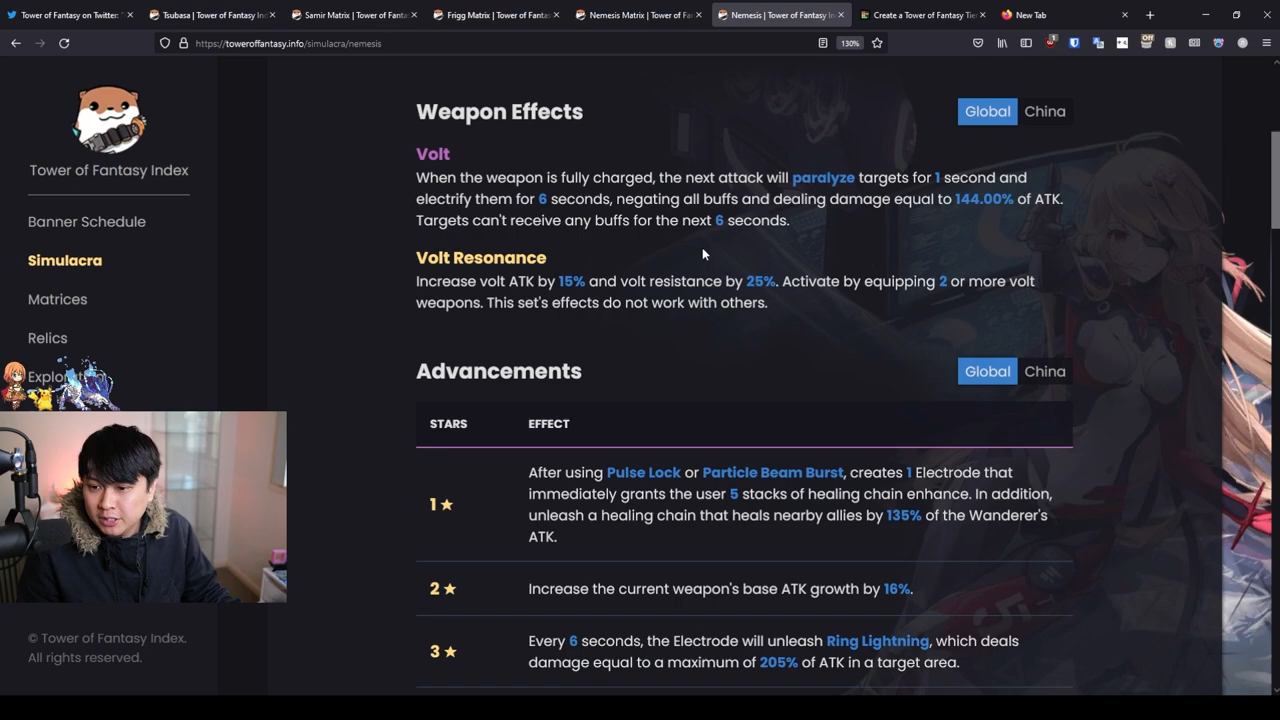 Tower of Fantasy on Twitter: "
Tsubasa | Tower of Fantasy Ind
Samir Matrix | Tower of Fantasy
Frigg Matrix | Tower of Fantasy
Nemesis Matrix | Tower of Fan
Nemesis | Tower of Fantasy In
Create a Tower of Fantasy Tier
New Tab
https://toweroffantasy.info/simulacra/nemesis
130%
Off
1
Tower of Fantasy Index
Banner Schedule
Simulacra
Matrices
Relics
© Tower of Fantasy Index.
All rights reserved.
Weapon Effects
Global China
Volt
When the weapon is fully charged, the next attack will paralyze targets for 1 second and
electrify them for 6 seconds, negating all buffs and dealing damage equal to 144.00% of ATK.
Targets can't receive any buffs for the next 6 seconds.
Volt Resonance
Increase volt ATK by 15% and volt resistance by 25%. Activate by equipping 2 or more volt
weapons. This set's effects do not work with others.
Advancements
Global China
STARS EFFECT
1★
After using Pulse Lock or Particle Beam Burst, creates 1 Electrode that
immediately grants the user 5 stacks of healing chain enhance. In addition,
unleash a healing chain that heals nearby allies by 135% of the Wanderer's
ATK.
2★
Increase the current weapon's base ATK growth by 16%.
3★
Every 6 seconds, the Electrode will unleash Ring Lightning, which deals
damage equal to a maximum of 205% of ATK in a target area.